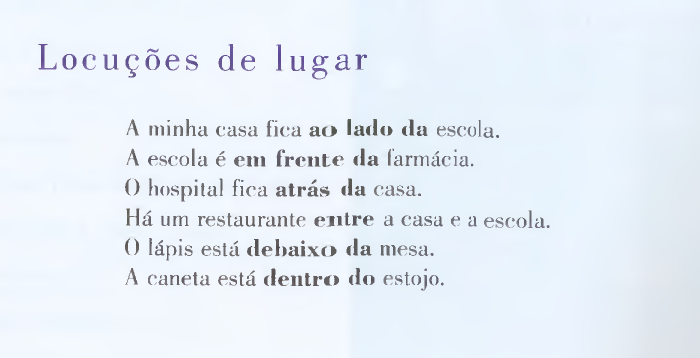 Locuções de lugar
A minha casa fica ao lado da escola.
A escola é em frente da farmácia.
O hospital fica atrás da casa.
Há um restaurante entre a casa e a escola.
O lápis está debaixo da mesa.
A caneta está dentro do estojo.